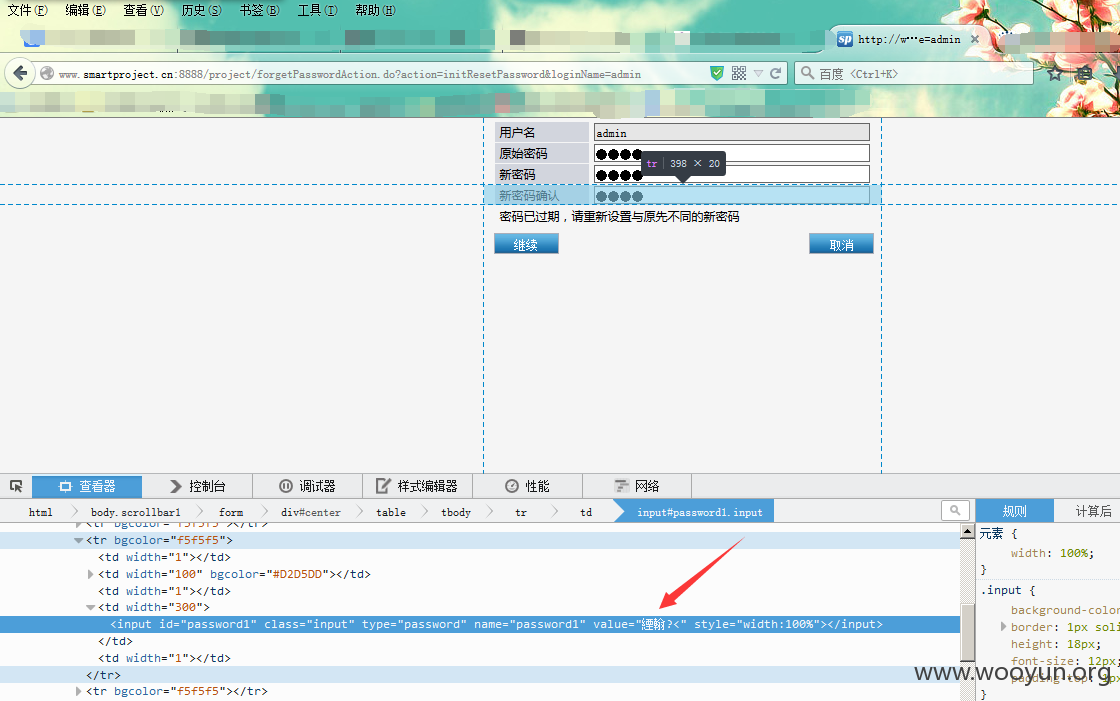 文件(F) 编辑(E) 查看(V) 历史(S) 书签(B) 工具(T) 帮助(H)
sp http://w…e=admin ×
www.smartproject.cn:8888/project/forgetPasswordAction.do?action=initResetPassword&loginName=admin
百度 <Ctrl+K>
用户名 admin
原始密码
tr | 398 × 20
新密码
新密码确认
密码已过期，请重新设置与原先不同的新密码
继续 取消
查看器 控制台 调试器 样式编辑器 性能 网络
html body.scrollbar1 form div#center table tbody tr td input#password1.input
规则 计算后
<tr bgcolor="f5f5f5"></tr>
<tr bgcolor="f5f5f5">
<td width="1"></td>
<td width="100" bgcolor="#D2D5DD"></td>
<td width="1"></td>
<td width="300">
<input id="password1" class="input" type="password" name="password1" value="?<" style="width:100%"></input>
</td>
<td width="1"></td>
</tr>
<tr bgcolor="f5f5f5"></tr>
元素 {
width: 100%;
}
.input {
background-color
border: 1px soli
height: 18px;
font-size: 12px;
padding-top: 1px
}
www.wooyun.org